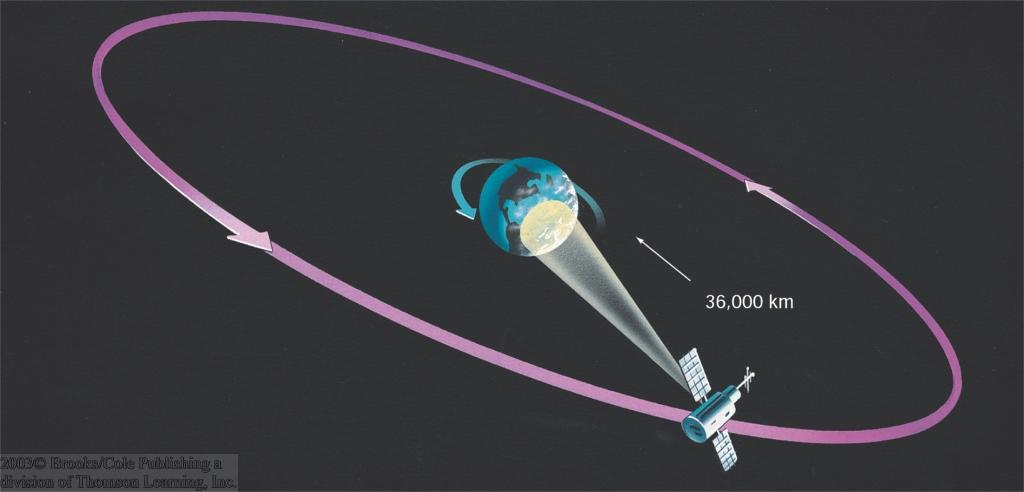 36,000 km
2003© Brooks/Cole Publishing a
division of Thomson Learning, Inc.